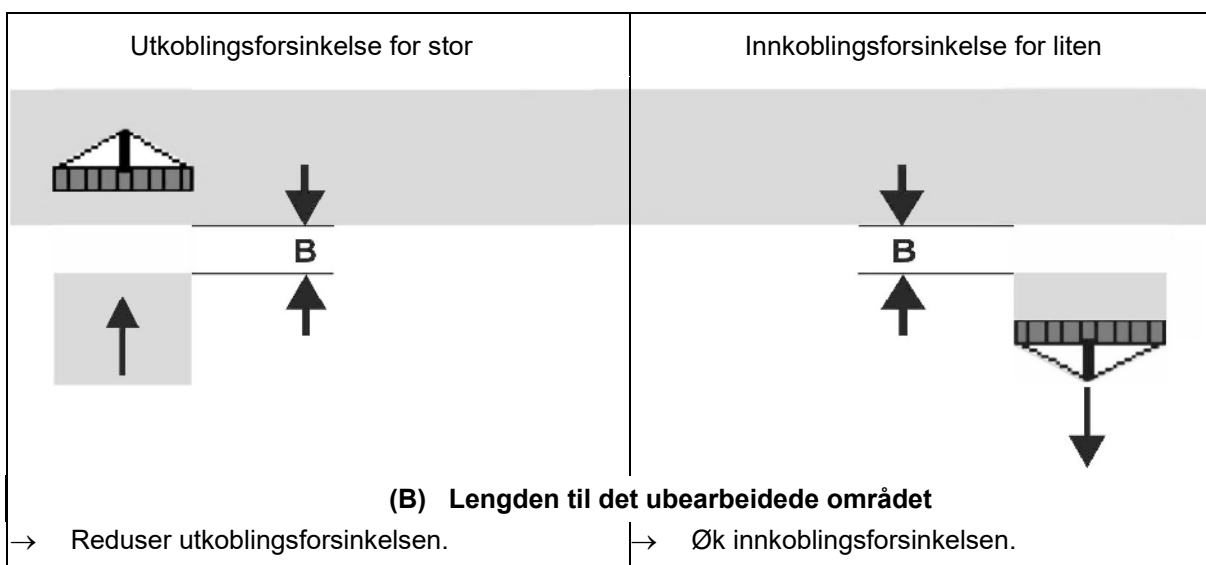 Utkoblingsforsinkelse for stor
Innkoblingsforsinkelse for liten
B
B
(B) Lengden til det ubearbeidede området
→ Reduser utkoblingsforsinkelsen.
→ Øk innkoblingsforsinkelsen.